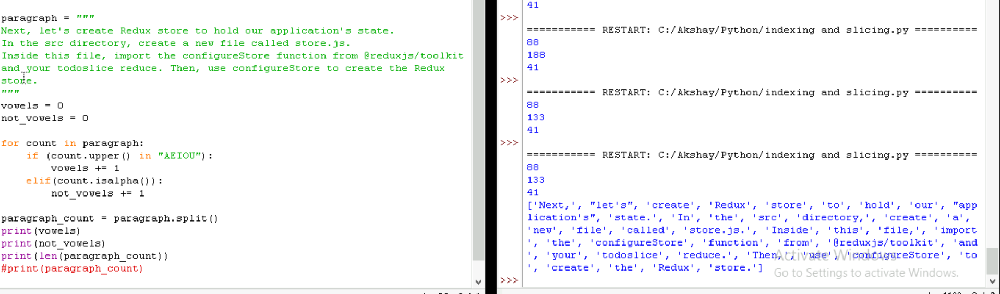 paragraph = """
Next, let's create Redux store to hold our application's state.
In the src directory, create a new file called store.js.
Inside this file, import the configureStore function from @reduxjs/toolkit
and your todoslice reduce. Then, use configureStore to create the Redux
store.
"""
vowels = 0
not_vowels = 0
for count in paragraph:
    if (count.upper() in "AEIOU"):
        vowels += 1
    elif(count.isalpha()):
        not_vowels += 1
paragraph_count = paragraph.split()
print(vowels)
print(not_vowels)
print(len(paragraph_count))
#print(paragraph_count)
41
>>>
=========== RESTART: C:/Akshay/Python/indexing and slicing.py ==========
88
188
41
>>>
=========== RESTART: C:/Akshay/Python/indexing and slicing.py ==========
88
133
41
>>>
=========== RESTART: C:/Akshay/Python/indexing and slicing.py ==========
88
133
41
['Next,', "let's", 'create', 'Redux', 'store', 'to', 'hold', 'our', "app
lication's", 'state.', 'In', 'the', 'src', 'directory,', 'create', 'a',
'new', 'file', 'called', 'store.js.', 'Inside', 'this', 'file,', 'import
', 'the', 'configureStore', 'function', 'from', '@reduxjs/toolkit', 'and
', 'your', 'todoslice', 'reduce.', 'Then,', 'use', 'configureStore', 'to
', 'create', 'the', 'Redux', 'store.']
>>>
Activate Windows
Go to Settings to activate Windows.